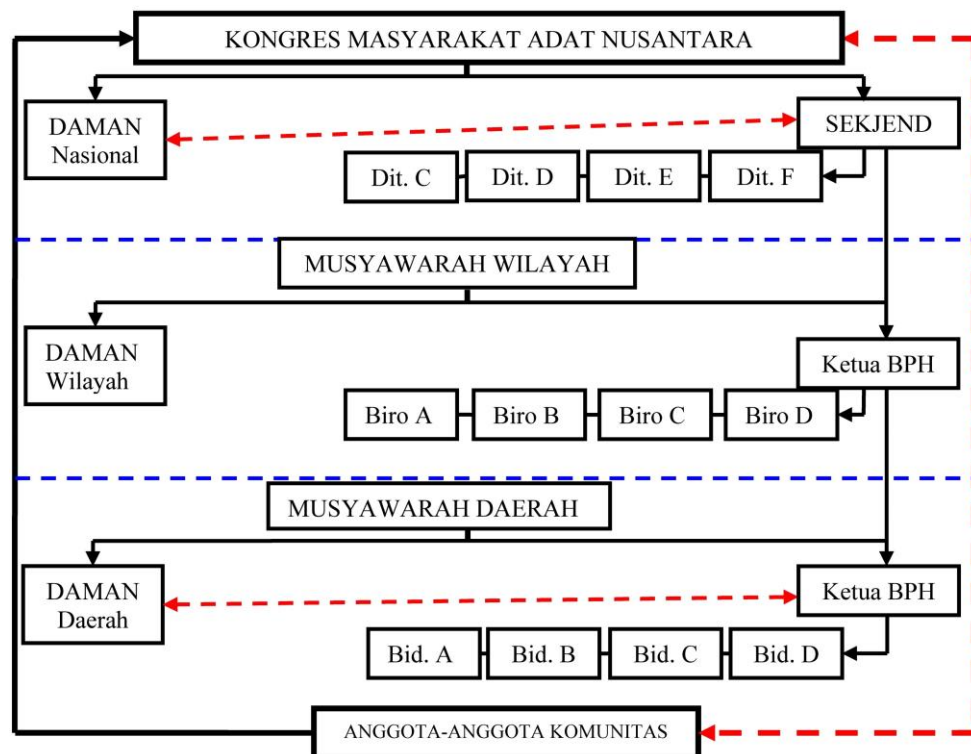 KONGRES MASYARAKAT ADAT NUSANTARA
DAMAN
Nasional
SEKJEND
Dit. C
Dit. D
Dit. E
Dit. F
MUSYAWARAH WILAYAH
DAMAN
Wilayah
Ketua BPH
Biro A
Biro B
Biro C
Biro D
MUSYAWARAH DAERAH
DAMAN
Daerah
Ketua BPH
Bid. A
Bid. B
Bid. C
Bid. D
ANGGOTA-ANGGOTA KOMUNITAS